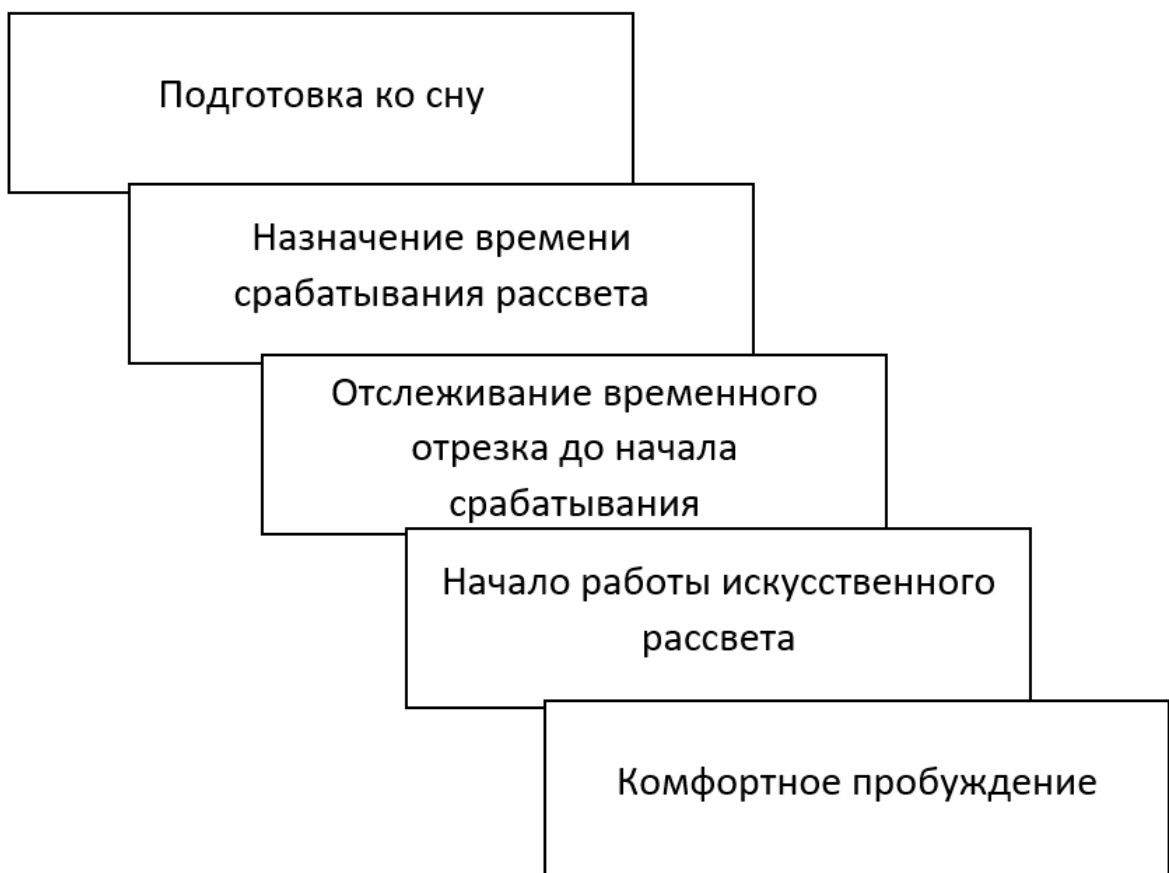 Подготовка ко сну
Назначение времени
срабатывания рассвета
Отслеживание временного
отрезка до начала
срабатывания
Начало работы искусственного
рассвета
Комфортное пробуждение